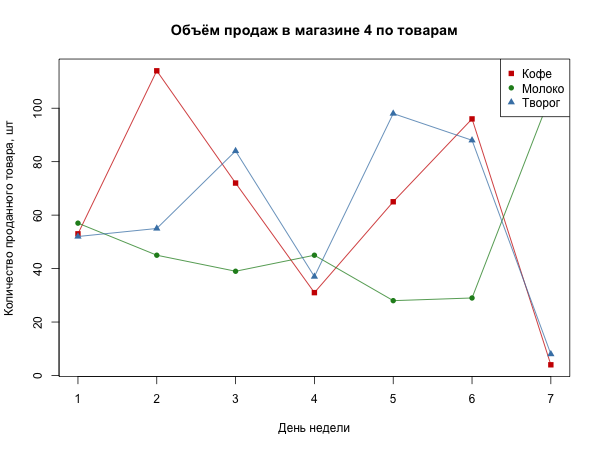 Объём продаж в магазине 4 по товарам
Количество проданного товара, шт
100
80
60
40
20
0
Кофе
Молоко
Творог
1 2 3 4 5 6 7
День недели